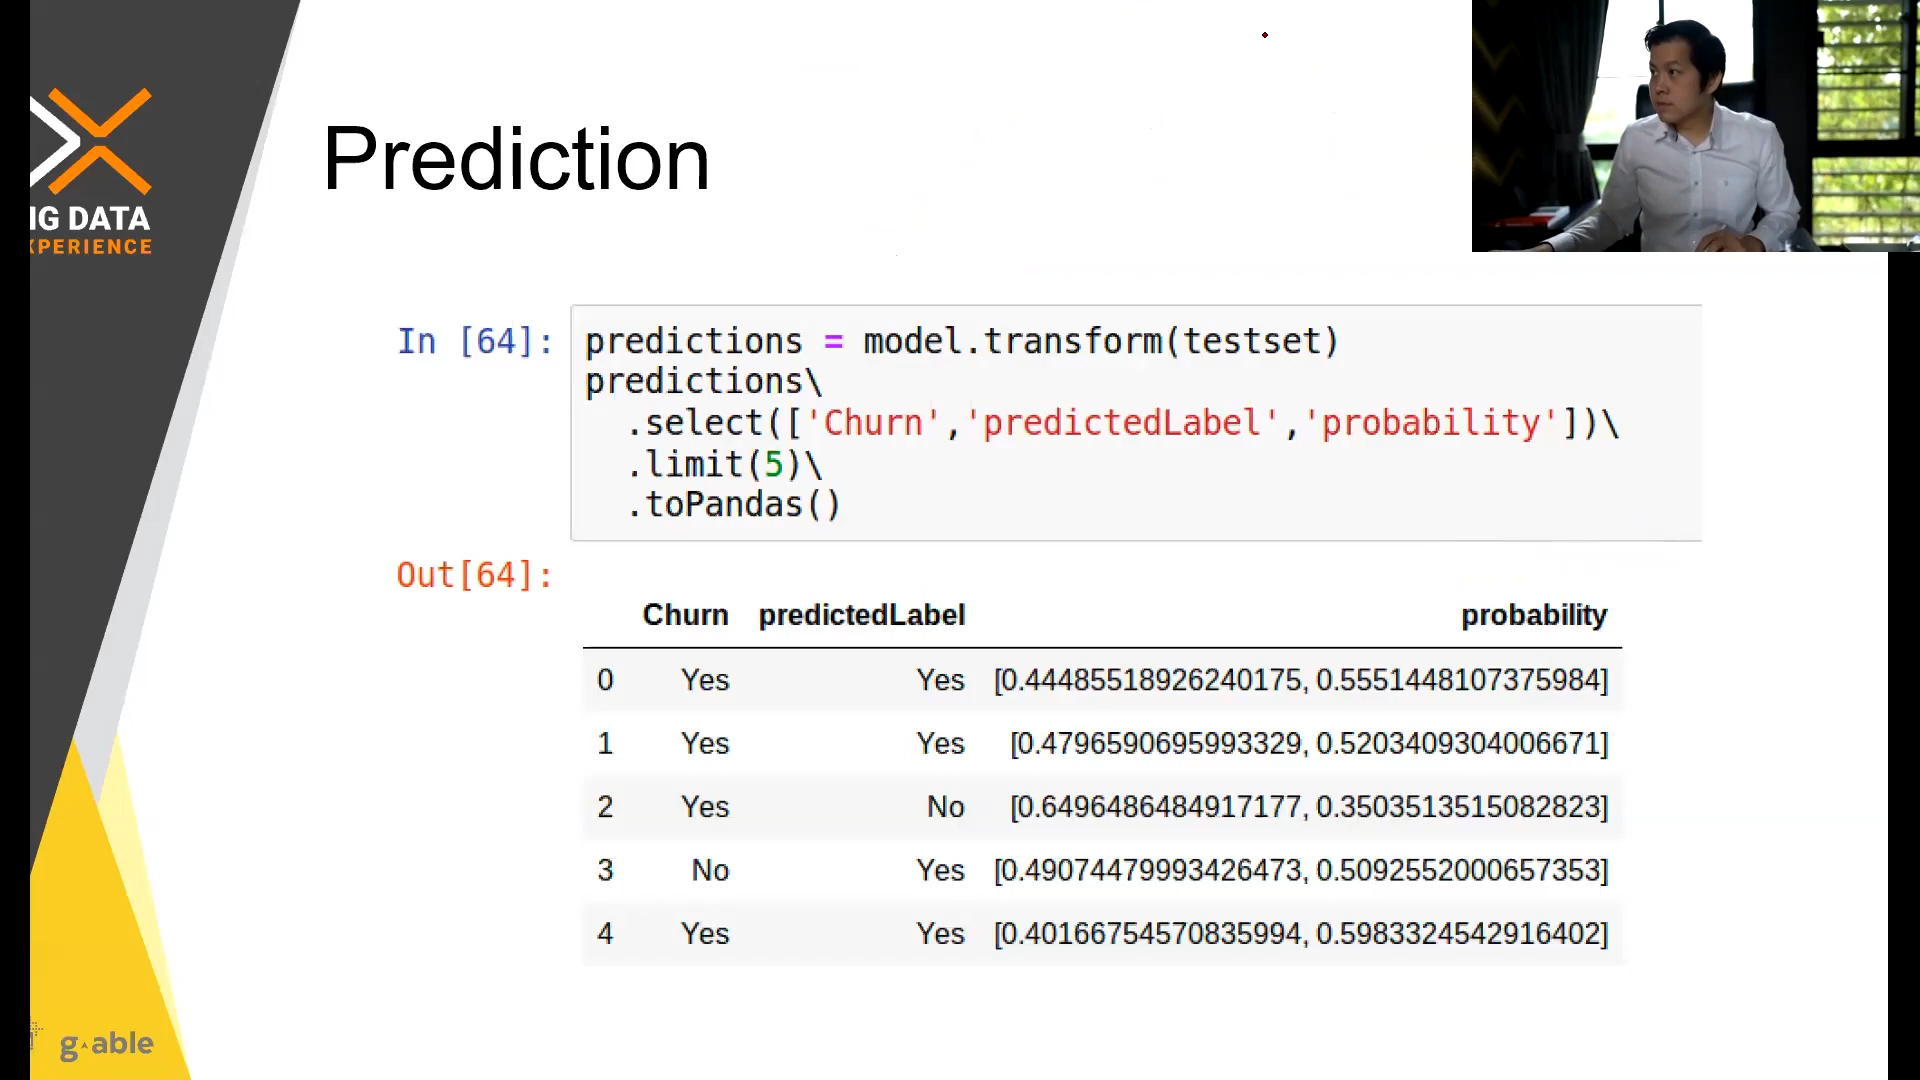 IG DATA
XPERIENCE
Prediction
In [64]:
predictions = model.transform(testset)
predictions\
.select(['Churn','predictedLabel','probability'])\
.limit(5)\
.toPandas()
Out[64]:
Churn predictedLabel probability
0 Yes Yes [0.44485518926240175, 0.5551448107375984]
1 Yes Yes [0.4796590695993329, 0.5203409304006671]
2 Yes No [0.6496486484917177, 0.3503513515082823]
3 No Yes [0.49074479993426473, 0.5092552000657353]
4 Yes Yes [0.40166754570835994, 0.5983324542916402]
g-able